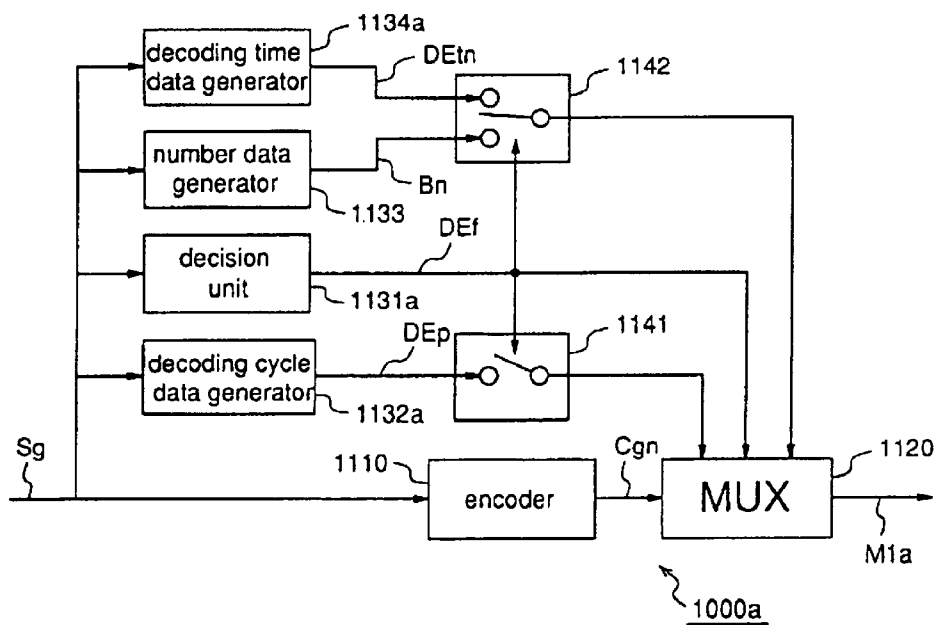 1134a
decoding time
data generator
DEtn
1142
number data
generator
Bn
1133
DEf
decision
unit
1131a
DEp
1141
decoding cycle
data generator
1132a
Sg
1110
encoder
Cgn
1120
MUX
M1a
1000a